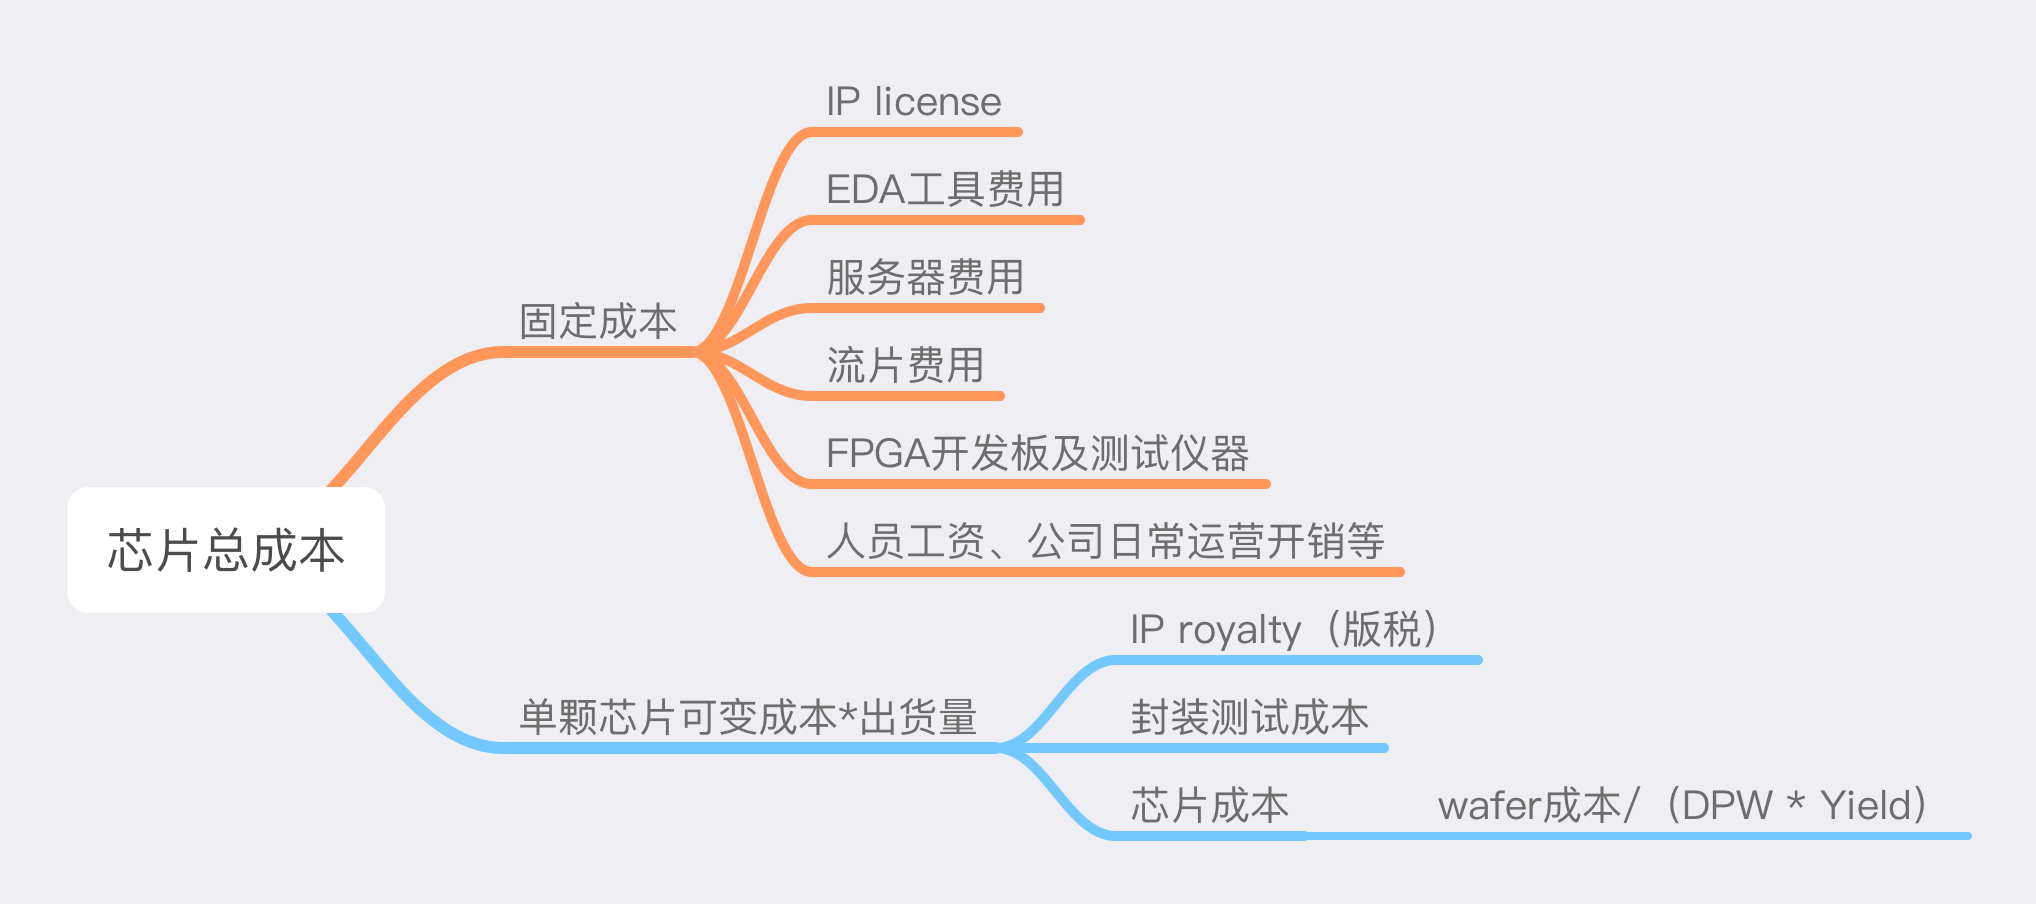 IP license
EDA工具费用
服务器费用
固定成本
流片费用
FPGA开发板及测试仪器
人员工资、公司日常运营开销等
芯片总成本
IP royalty（版税）
单颗芯片可变成本*出货量
封装测试成本
芯片成本
wafer成本/（DPW * Yield）